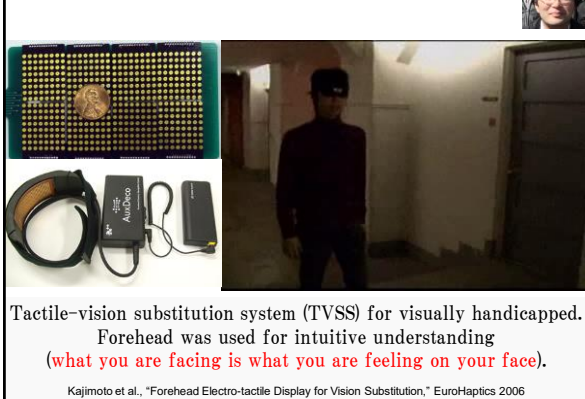 AuxDeco
Tactile-vision substitution system (TVSS) for visually handicapped.
Forehead was used for intuitive understanding
(what you are facing is what you are feeling on your face).
Kajimoto et al., “Forehead Electro-tactile Display for Vision Substitution,” EuroHaptics 2006